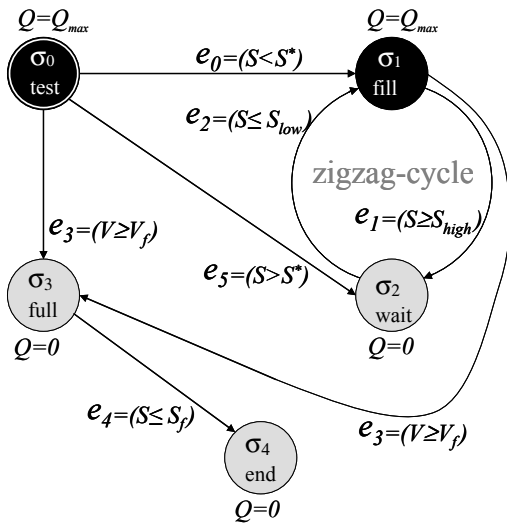 Q=Qmax
Q=Qmax
σ0
test
e0=(S<S*)
σ1
fill
e2=(S≤ Slow)
zigzag-cycle
e1=(S≥Shigh)
e3=(V≥Vf)
e5=(S>S*)
σ3
full
σ2
wait
Q=0
Q=0
e4=(S≤ Sf)
e3=(V≥Vf)
σ4
end
Q=0